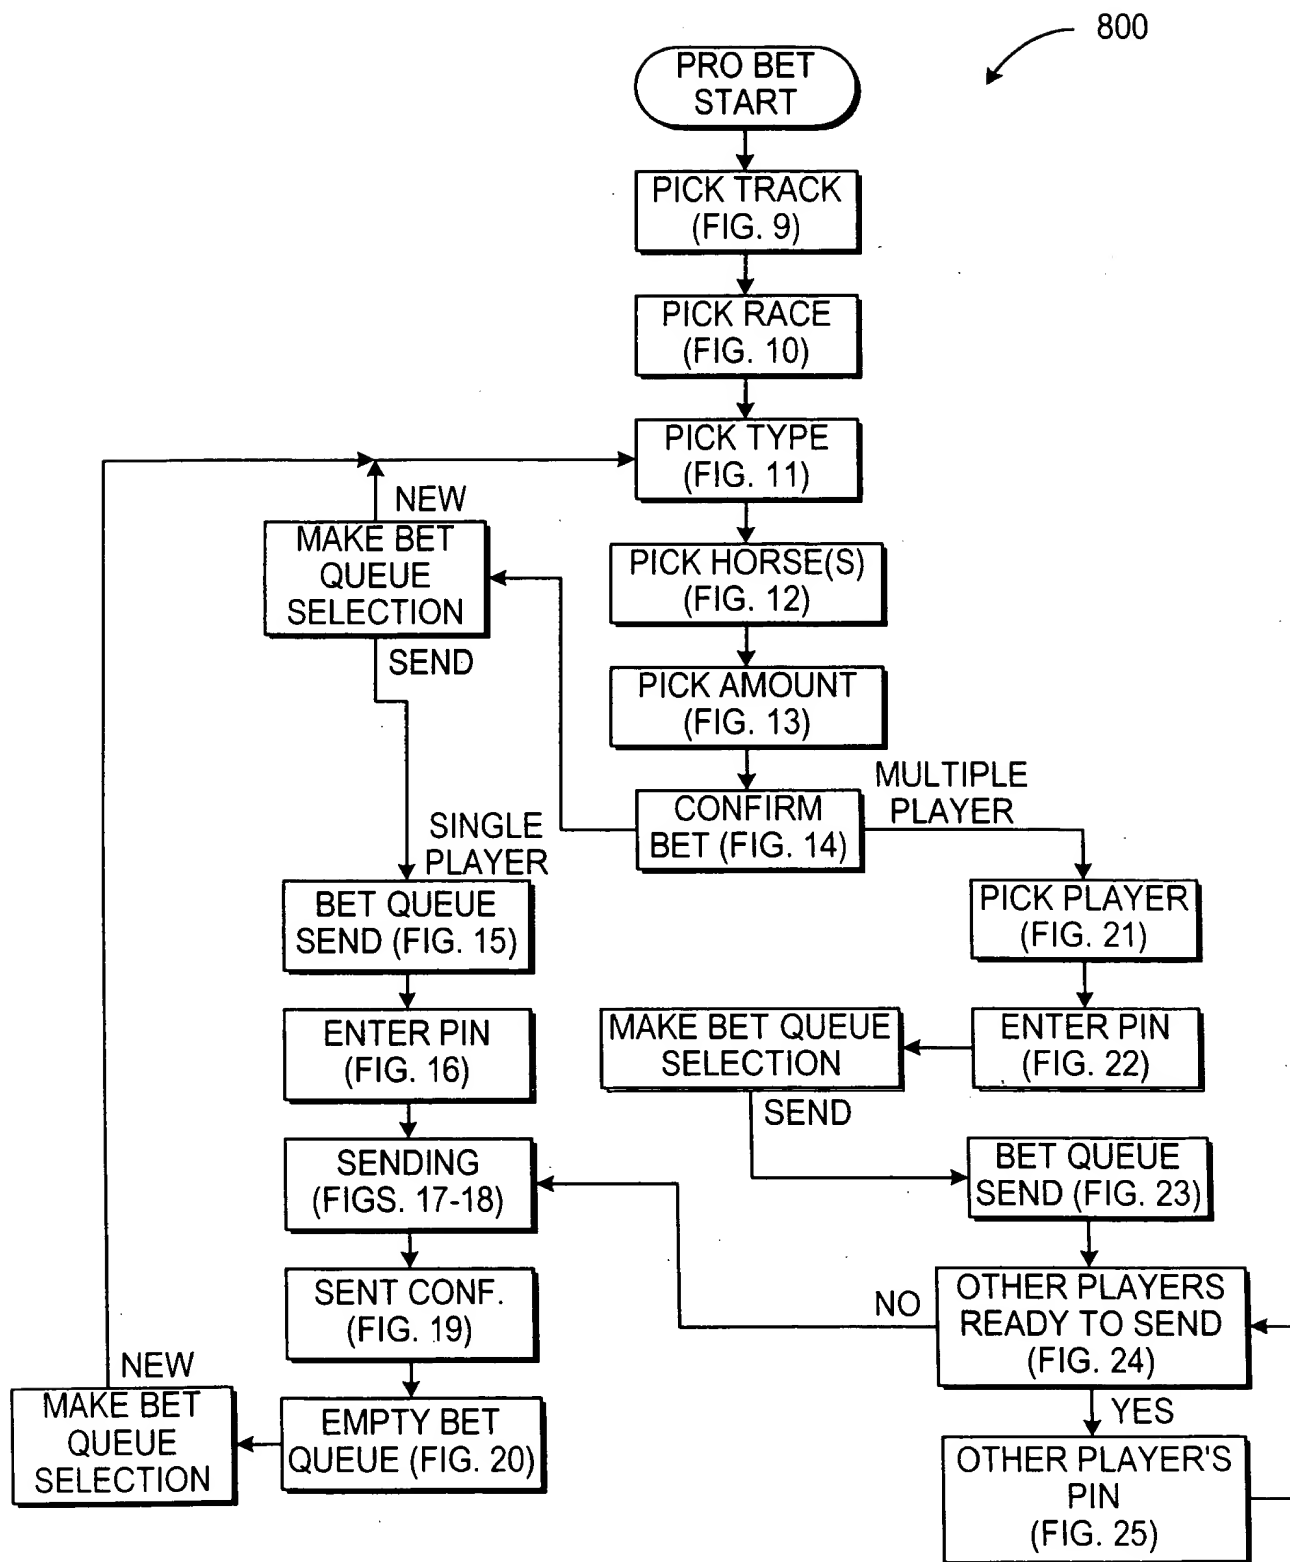 800
PRO BET
START
PICK TRACK
(FIG. 9)
PICK RACE
(FIG. 10)
PICK TYPE
(FIG. 11)
NEW
MAKE BET
QUEUE
SELECTION
SEND
PICK HORSE(S)
(FIG. 12)
PICK AMOUNT
(FIG. 13)
CONFIRM
BET (FIG. 14)
MULTIPLE
PLAYER
SINGLE
PLAYER
BET QUEUE
SEND (FIG. 15)
PICK PLAYER
(FIG. 21)
ENTER PIN
(FIG. 16)
MAKE BET QUEUE
SELECTION
SEND
ENTER PIN
(FIG. 22)
SENDING
(FIGS. 17-18)
BET QUEUE
SEND (FIG. 23)
SENT CONF.
(FIG. 19)
NO
OTHER PLAYERS
READY TO SEND
(FIG. 24)
YES
NEW
MAKE BET
QUEUE
SELECTION
EMPTY BET
QUEUE (FIG. 20)
OTHER PLAYER'S
PIN
(FIG. 25)